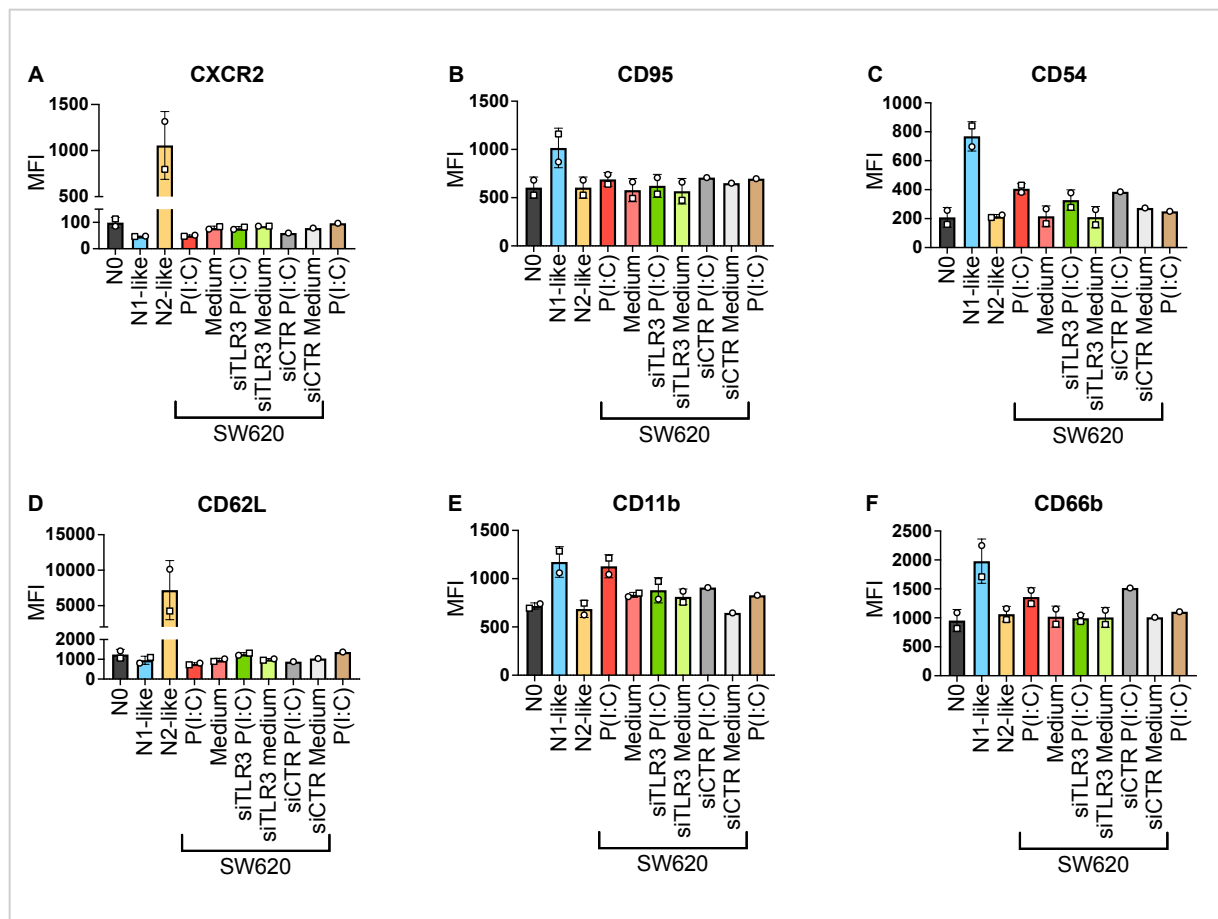 A
CXCR2
MFI
1500
1000
500
100
0
N0
N1-like
N2-like
P(I:C)
Medium
siTLR3 P(I:C)
siTLR3 Medium
siCTR P(I:C)
siCTR Medium
P(I:C)
SW620
B
CD95
MFI
1500
1000
500
0
N0
N1-like
N2-like
P(I:C)
Medium
siTLR3 P(I:C)
siTLR3 Medium
siCTR P(I:C)
siCTR Medium
P(I:C)
SW620
C
CD54
MFI
1000
800
600
400
200
0
N0
N1-like
N2-like
P(I:C)
Medium
siTLR3 P(I:C)
siTLR3 Medium
siCTR P(I:C)
siCTR Medium
P(I:C)
SW620
D
CD62L
MFI
15000
10000
5000
2000
1000
0
N0
N1-like
N2-like
P(I:C)
Medium
siTLR3 P(I:C)
siTLR3 medium
siCTR P(I:C)
siCTR Medium
P(I:C)
SW620
E
CD11b
MFI
1500
1000
500
0
N0
N1-like
N2-like
P(I:C)
Medium
siTLR3 P(I:C)
siTLR3 Medium
siCTR P(I:C)
siCTR Medium
P(I:C)
SW620
F
CD66b
MFI
2500
2000
1500
1000
500
0
N0
N1-like
N2-like
P(I:C)
Medium
siTLR3 P(I:C)
siTLR3 Medium
siCTR P(I:C)
siCTR Medium
P(I:C)
SW620